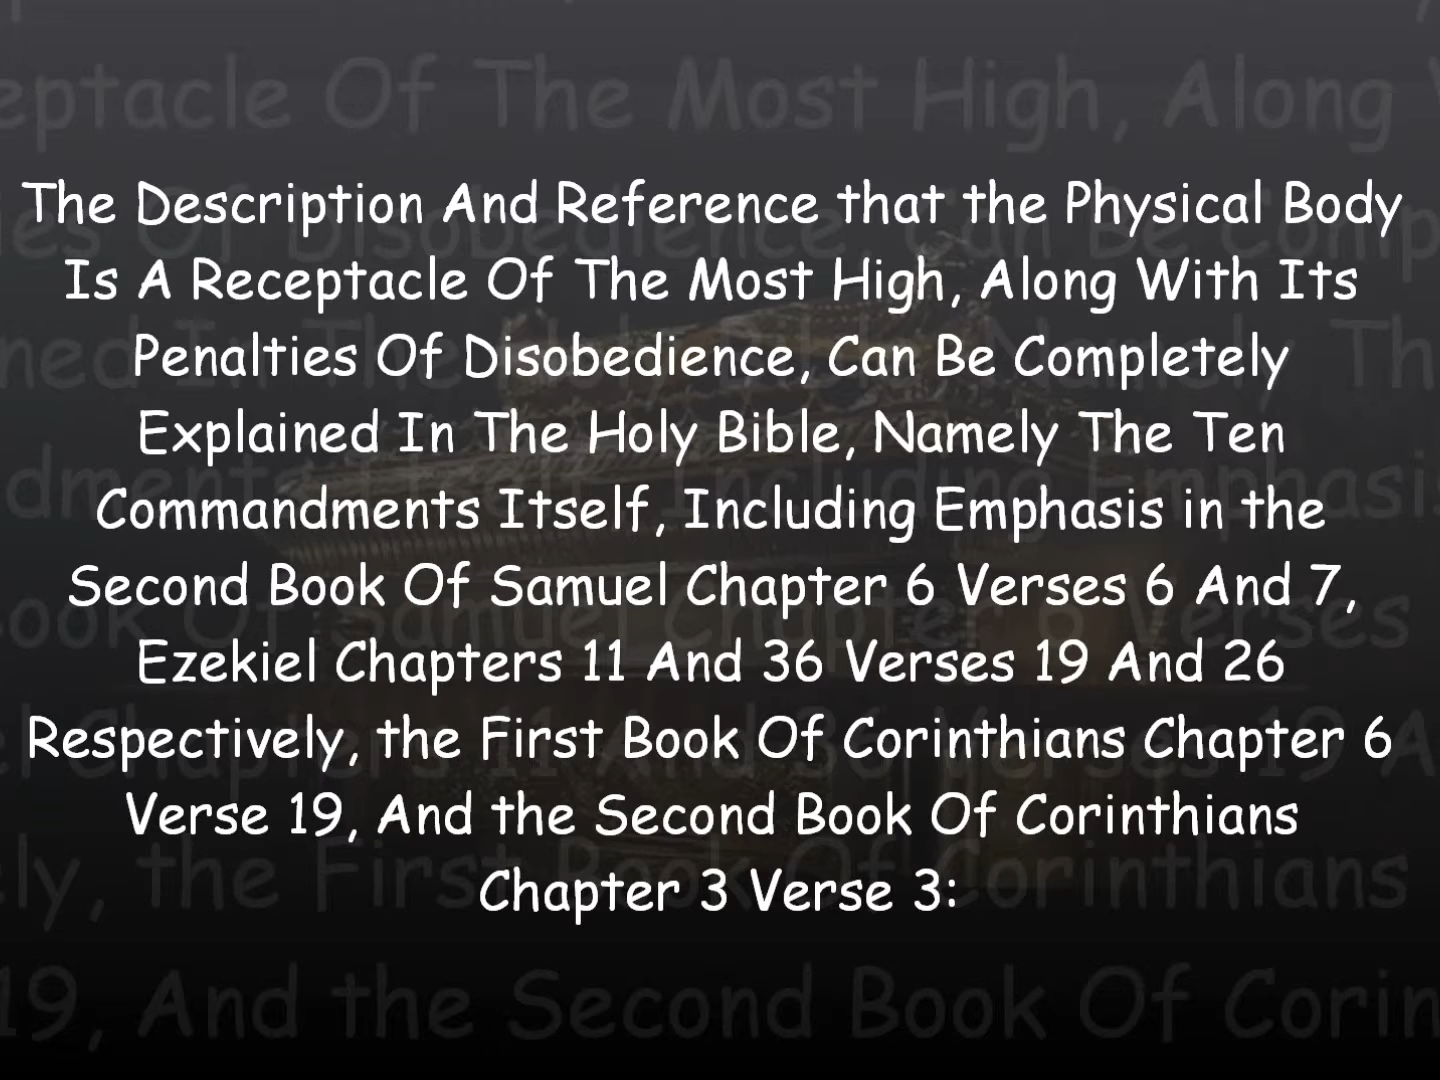 The Description And Reference that the Physical Body
Is A Receptacle Of The Most High, Along With Its
Penalties Of Disobedience, Can Be Completely
Explained In The Holy Bible, Namely The Ten
Commandments Itself, Including Emphasis in the
Second Book Of Samuel Chapter 6 Verses 6 And 7,
Ezekiel Chapters 11 And 36 Verses 19 And 26
Respectively, the First Book Of Corinthians Chapter 6
Verse 19, And the Second Book Of Corinthians
Chapter 3 Verse 3: